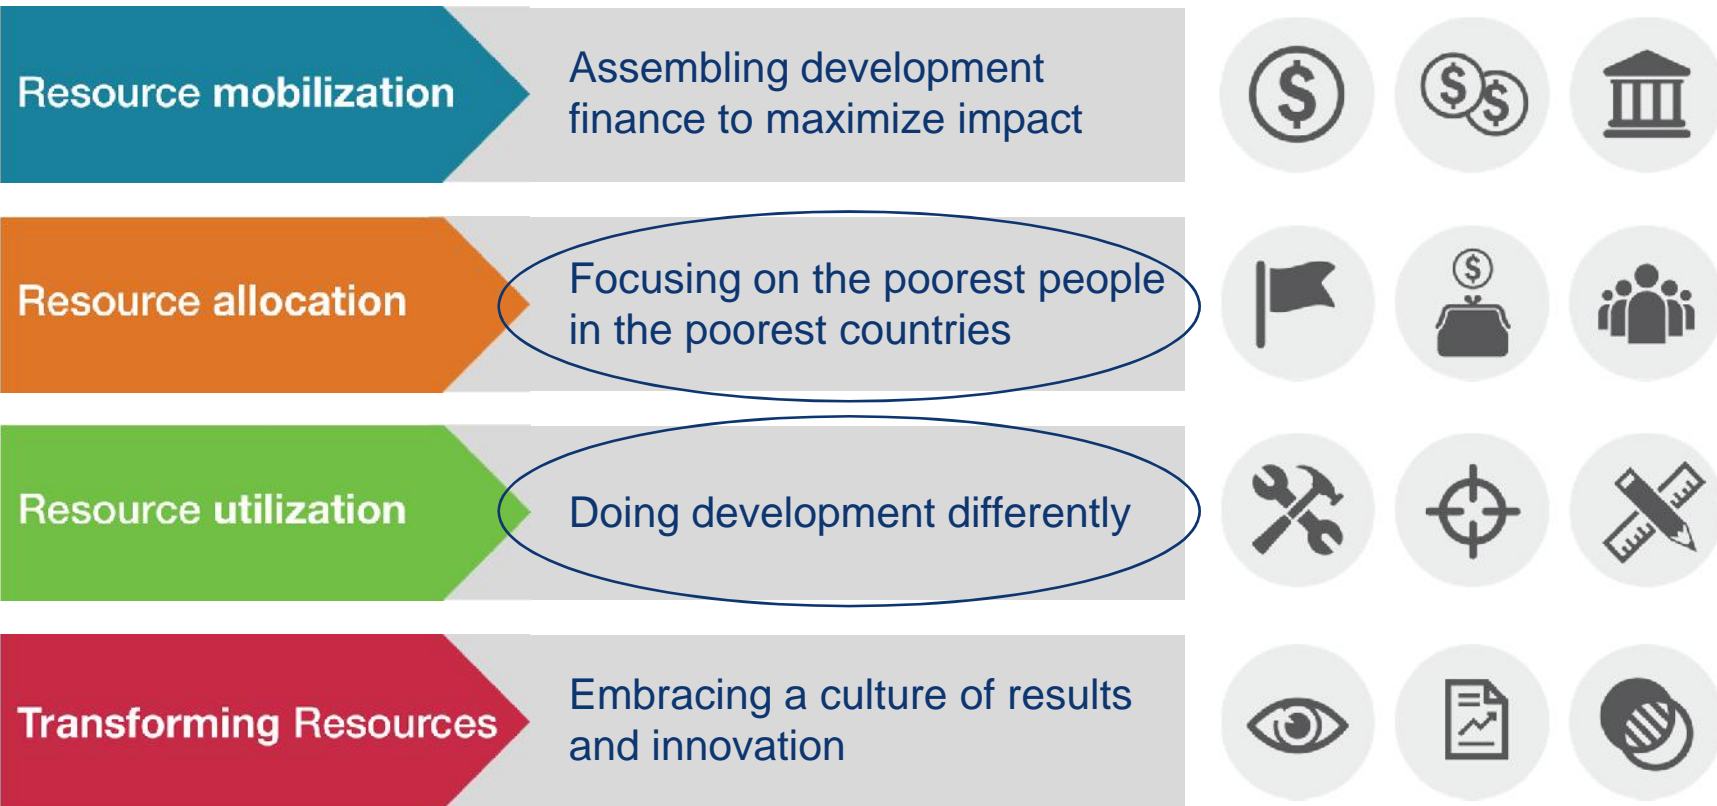 Resource mobilization
Assembling development
finance to maximize impact
$
$
$
Resource allocation
Focusing on the poorest people
in the poorest countries
$
Resource utilization
Doing development differently
Transforming Resources
Embracing a culture of results
and innovation